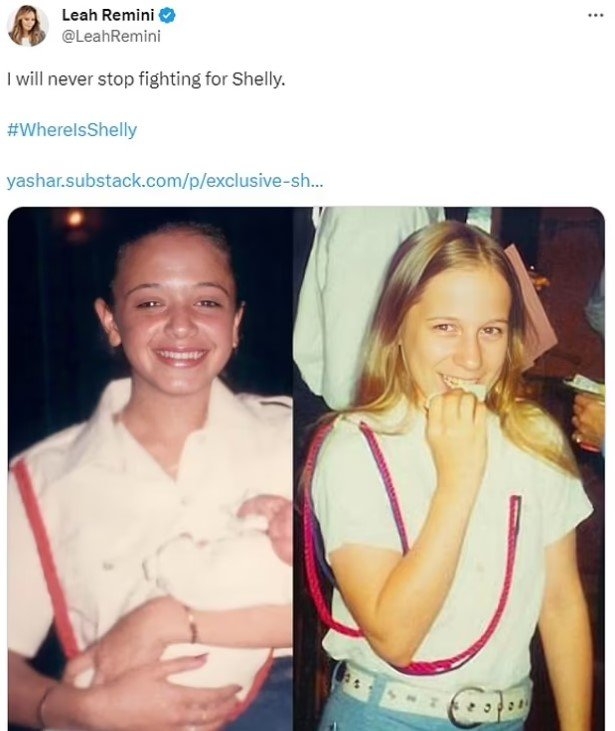 Leah Remini
@LeahRemini
I will never stop fighting for Shelly.
#WhereIsShelly
yashar.substack.com/p/exclusive-sh...